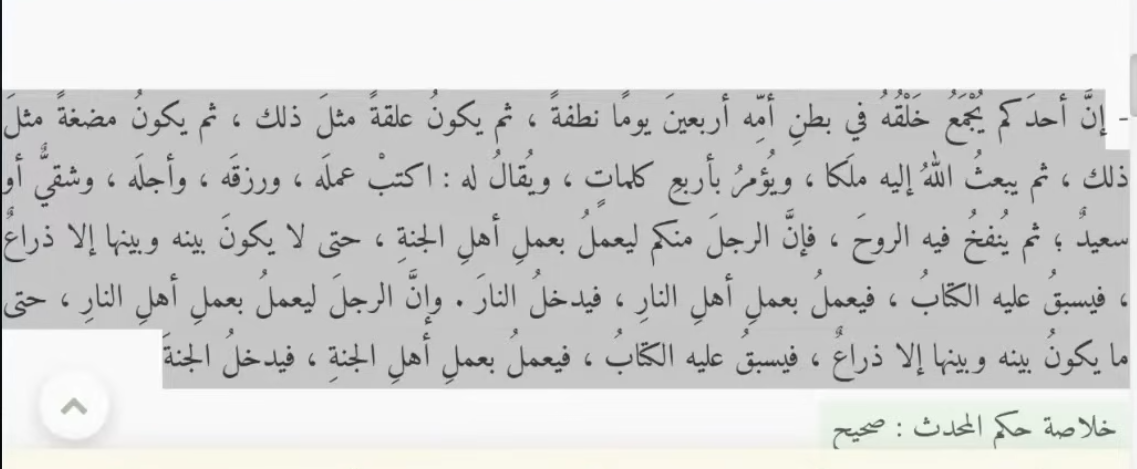 - إنَّ أحدَكم يُجْمَعُ خَلْقُهُ في بطنِ أمِّه أربعينَ يومًا نطفةً ، ثم يكونُ علقةً مثلَ ذلك ، ثم يكونُ مضغةً مثلَ
ذلك ، ثم يبعثُ اللهُ إليه ملَكا ، ويُؤمرُ بأربعِ كلماتٍ ، ويُقالُ له : اكتبْ عملَه ، ورزقَه ، وأجلَه ، وشقيٌّ أو
سعيدٌ ؛ ثم يُنفخُ فيه الروحَ ، فإنَّ الرجلَ منكم ليعملُ بعملِ أهلِ الجنةِ ، حتى لا يكونَ بينه وبينها إلا ذراعٌ
، فيسبقُ عليه الكتابُ ، فيعملُ بعملِ أهلِ النارِ ، فيدخلُ النارَ . وإنَّ الرجلَ ليعملُ بعملِ أهلِ النارِ ، حتى
ما يكونُ بينه وبينها إلا ذراعٌ ، فيسبقُ عليه الكتابُ ، فيعملُ بعملِ أهلِ الجنةِ ، فيدخلُ الجنةَ
خلاصة حكم المحدث : صحيح